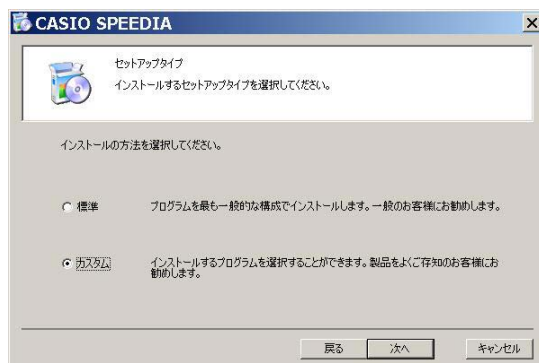 CASIO SPEEDIA
セットアップタイプ
インストールするセットアップタイプを選択してください。
インストールの方法を選択してください。
標準 プログラムを最も一般的な構成でインストールします。一般のお客様にお勧めします。
カスタム インストールするプログラムを選択することができます。製品をよくご存知のお客様にお
勧めします。
戻る 次へ キャンセル